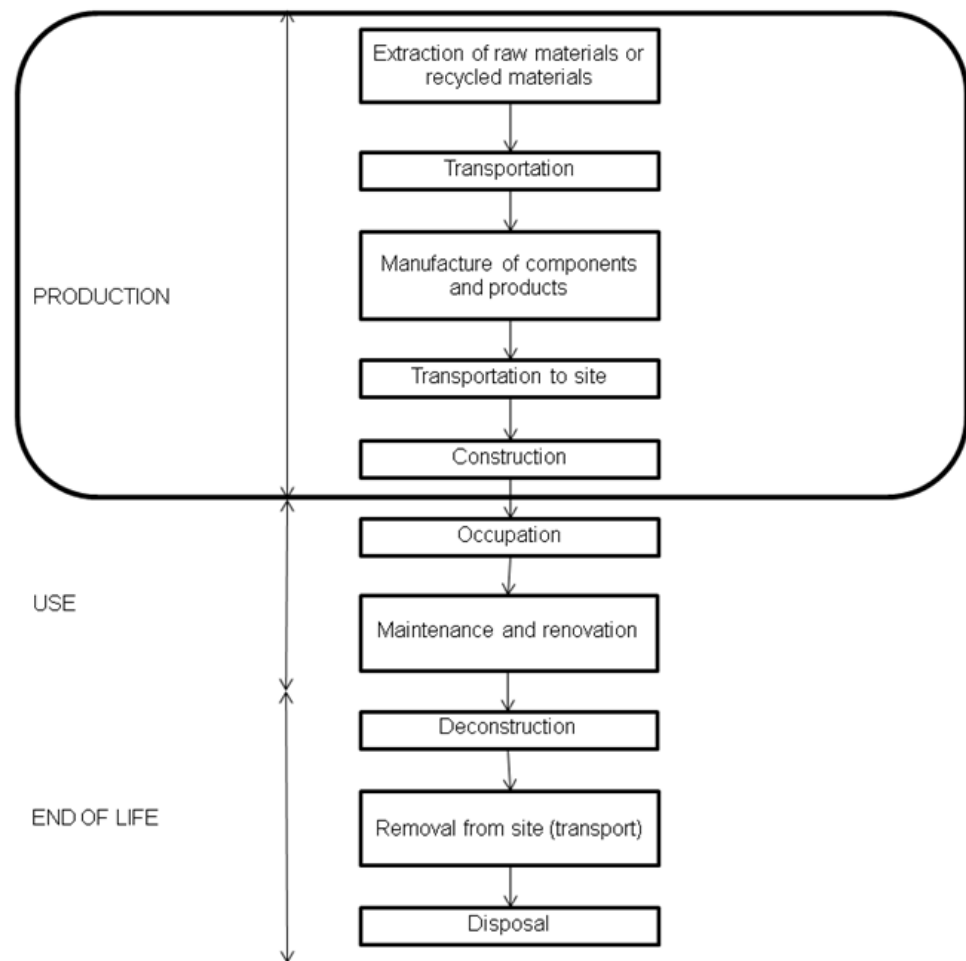 Extraction of raw materials or
recycled materials
Transportation
Manufacture of components
and products
PRODUCTION
Transportation to site
Construction
Occupation
USE
Maintenance and renovation
Deconstruction
END OF LIFE
Removal from site (transport)
Disposal